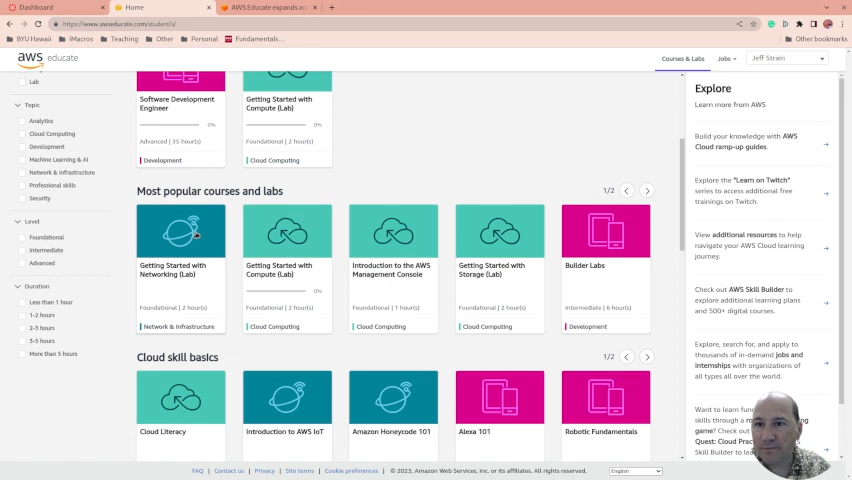 Dashboard
Home
AWS Educate expands ac
https://www.awseducate.com/student/s/
BYU Hawaii
iMacros
Teaching
Other
Personal
Fundamentals...
Other bookmarks
aws educate
Courses & Labs
Jobs
Jeff Strain
Lab
Topic
Analytics
Cloud Computing
Development
Machine Learning & AI
Network & Infrastructure
Professional skills
Security
Level
Foundational
Intermediate
Advanced
Duration
Less than 1 hour
1-2 hours
2-3 hours
3-5 hours
More than 5 hours
Software Development
Engineer
0%
Advanced | 55 hour(s)
Development
Getting Started with
Compute (Lab)
0%
Foundational | 2 hour(s)
Cloud Computing
Most popular courses and labs
1/2
Getting Started with
Networking (Lab)
Foundational | 2 hour(s)
Network & Infrastructure
Getting Started with
Compute (Lab)
0%
Foundational | 2 hour(s)
Cloud Computing
Introduction to the AWS
Management Console
Foundational | 1 hour(s)
Cloud Computing
Getting Started with
Storage (Lab)
Foundational | 2 hour(s)
Cloud Computing
Builder Labs
Intermediate | 6 hour(s)
Development
Cloud skill basics
1/2
Cloud Literacy
Introduction to AWS IoT
Amazon Honeycode 101
Alexa 101
Robotic Fundamentals
Explore
Learn more from AWS
Build your knowledge with AWS
Cloud ramp-up guides.
Explore the "Learn on Twitch"
series to access additional free
trainings on Twitch.
View additional resources to help
navigate your AWS Cloud learning
journey.
Check out AWS Skill Builder to
explore additional learning plans
and 500+ digital courses.
Explore, search for, and apply to
thousands of in-demand jobs and
internships with organizations of
all types all over the world.
Want to learn
skills through a
game? Check out
Quest: Cloud
Skill Builder to
FAQ
Contact us
Privacy
Site terms
Cookie preferences
© 2023, Amazon Web Services, Inc. or its affiliates. All rights reserved.
English